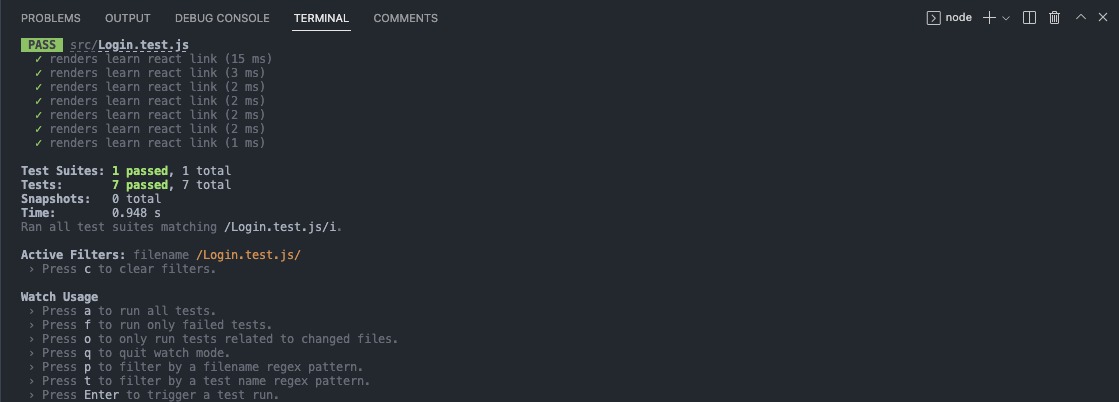 PROBLEMS OUTPUT DEBUG CONSOLE TERMINAL COMMENTS node
PASS src/Login.test.js
✓ renders learn react link (15 ms)
✓ renders learn react link (3 ms)
✓ renders learn react link (2 ms)
✓ renders learn react link (2 ms)
✓ renders learn react link (2 ms)
✓ renders learn react link (2 ms)
✓ renders learn react link (1 ms)
Test Suites: 1 passed, 1 total
Tests: 7 passed, 7 total
Snapshots: 0 total
Time: 0.948 s
Ran all test suites matching /Login.test.js/i.
Active Filters: filename /Login.test.js/
› Press c to clear filters.
Watch Usage
› Press a to run all tests.
› Press f to run only failed tests.
› Press o to only run tests related to changed files.
› Press q to quit watch mode.
› Press p to filter by a filename regex pattern.
› Press t to filter by a test name regex pattern.
› Press Enter to trigger a test run.